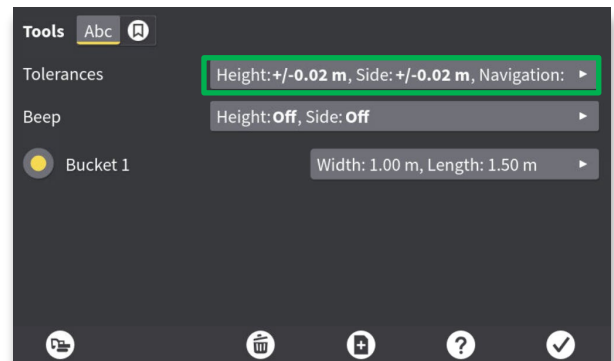 Tools Abc
Tolerances Height:+/-0.02 m, Side:+/-0.02 m, Navigation:
Beep Height:Off, Side:Off
Bucket 1 Width: 1.00 m, Length: 1.50 m
?